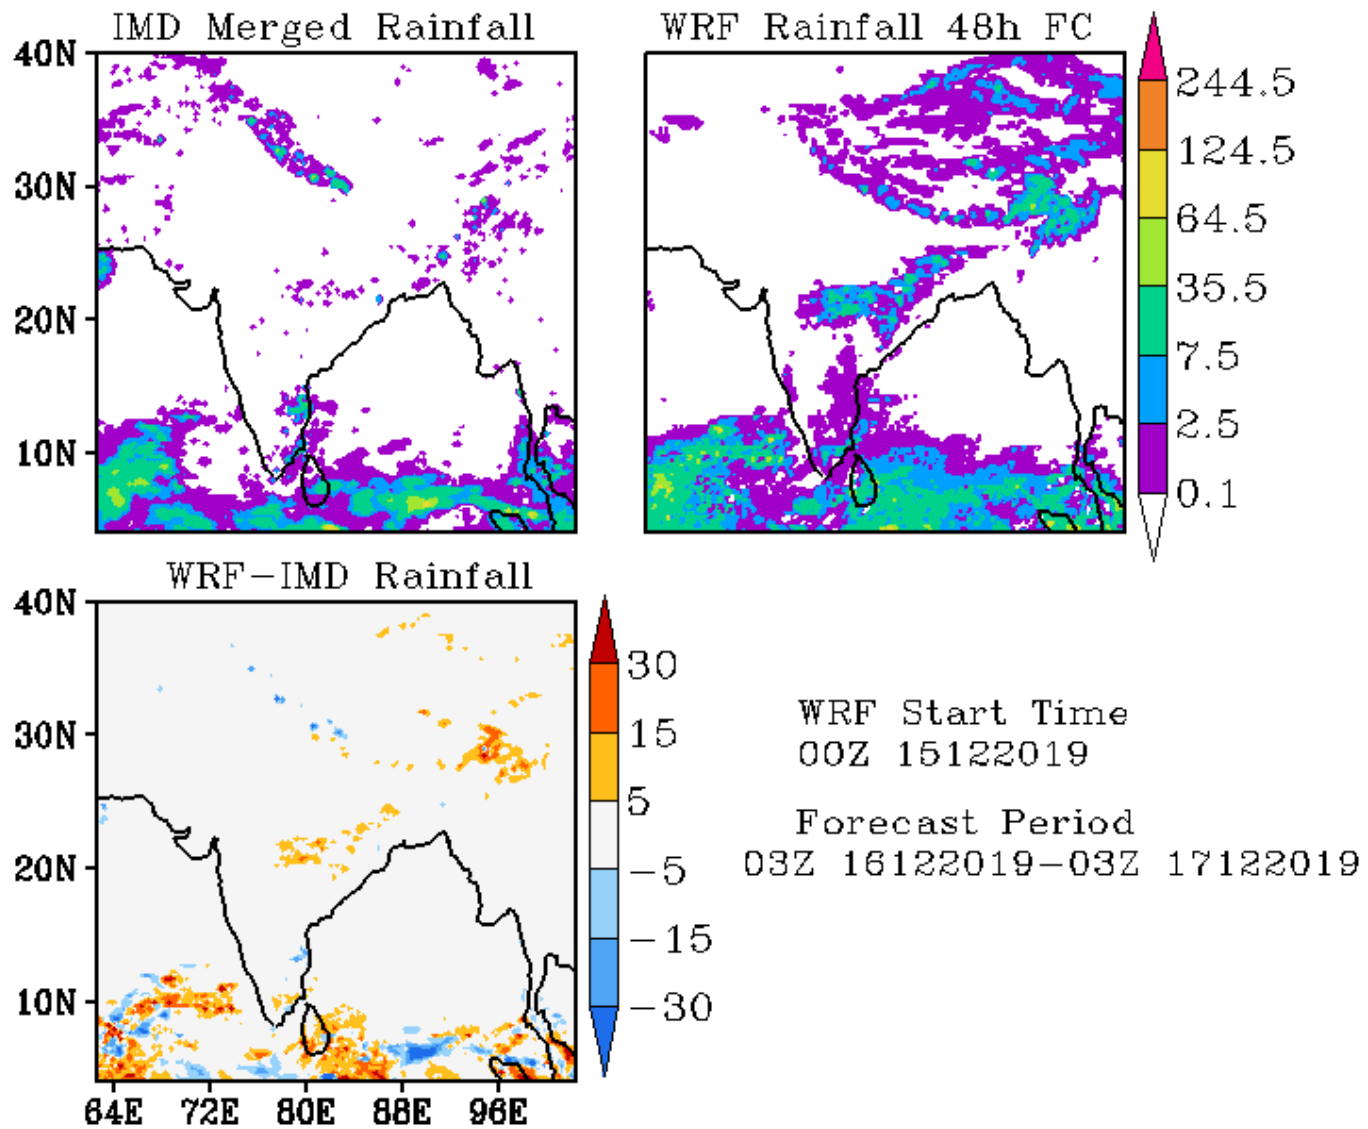 IMD Merged Rainfall
WRF Rainfall 48h FC
40N
30N
20N
10N
244.5
124.5
64.5
35.5
7.5
2.5
0.1
WRF-IMD Rainfall
40N
30N
20N
10N
64E 72E 80E 88E 96E
30
15
5
-5
-15
-30
WRF Start Time
00Z 15122019
Forecast Period
03Z 16122019-03Z 17122019